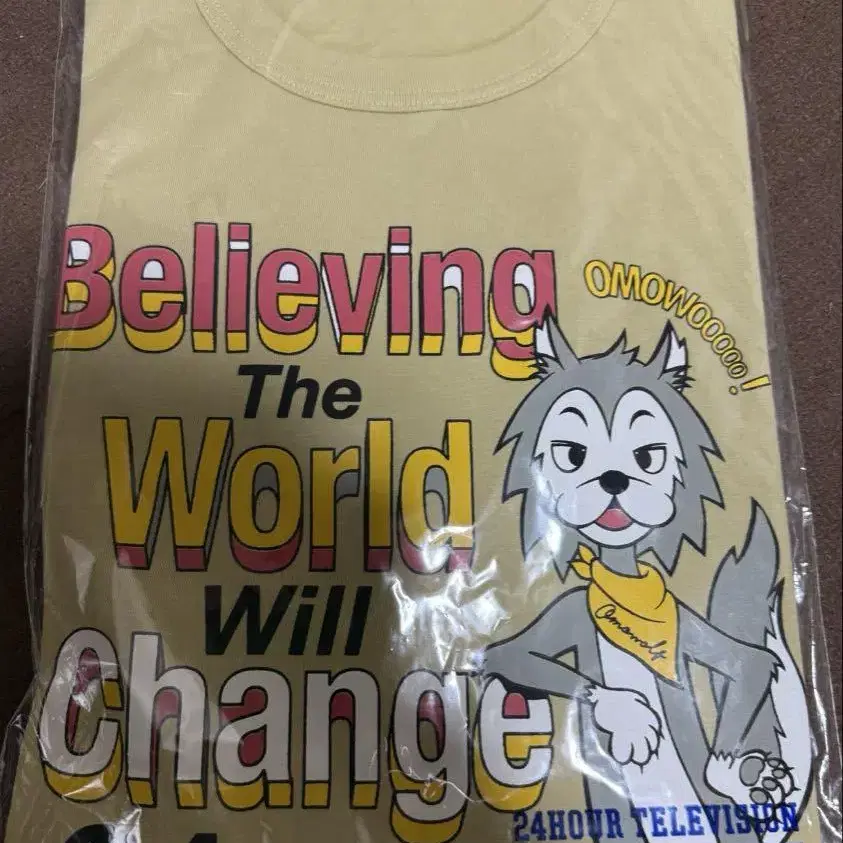 Believing
OMOWOOOOO!
The
World
Will
Omowolf
Change
24HOUR TELEVISION